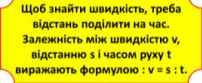 Щоб знайти швидкість, треба
відстань поділити на час.
Залежність між швидкістю v,
відстанню s і часом руху t
виражають формулою : v = s : t.